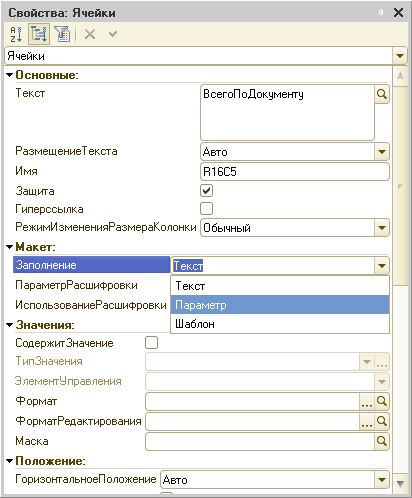 Свойства: Ячейки
Ячейки
Основные:
Текст ВсегоПоДокументу
РазмещениеТекста Авто
Имя R16C5
Защита
Гиперссылка
РежимИзмененияРазмераКолонки Обычный
Макет:
Заполнение Текст
ПараметрРасшифровки Текст
ИспользованиеРасшифровки Параметр
Шаблон
Значения:
СодержитЗначение
ТипЗначения
ЭлементУправления
Формат
ФорматРедактирования
Маска
Положение:
ГоризонтальноеПоложение Авто